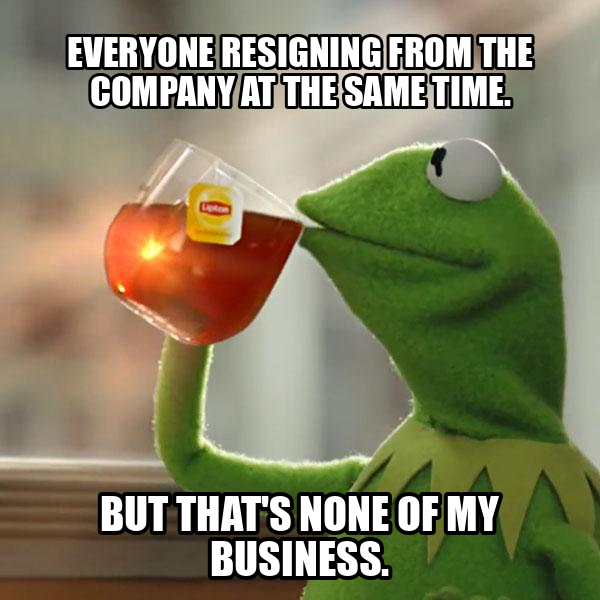 EVERYONE RESIGNING FROM THE
COMPANY AT THE SAME TIME.
Lipton
BUT THAT'S NONE OF MY
BUSINESS.